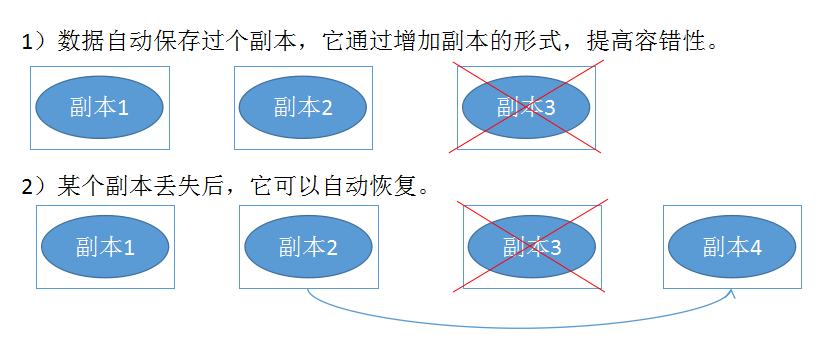 1）数据自动保存过个副本，它通过增加副本的形式，提高容错性。
副本1 副本2 副本3
2）某个副本丢失后，它可以自动恢复。
副本1 副本2 副本3 副本4